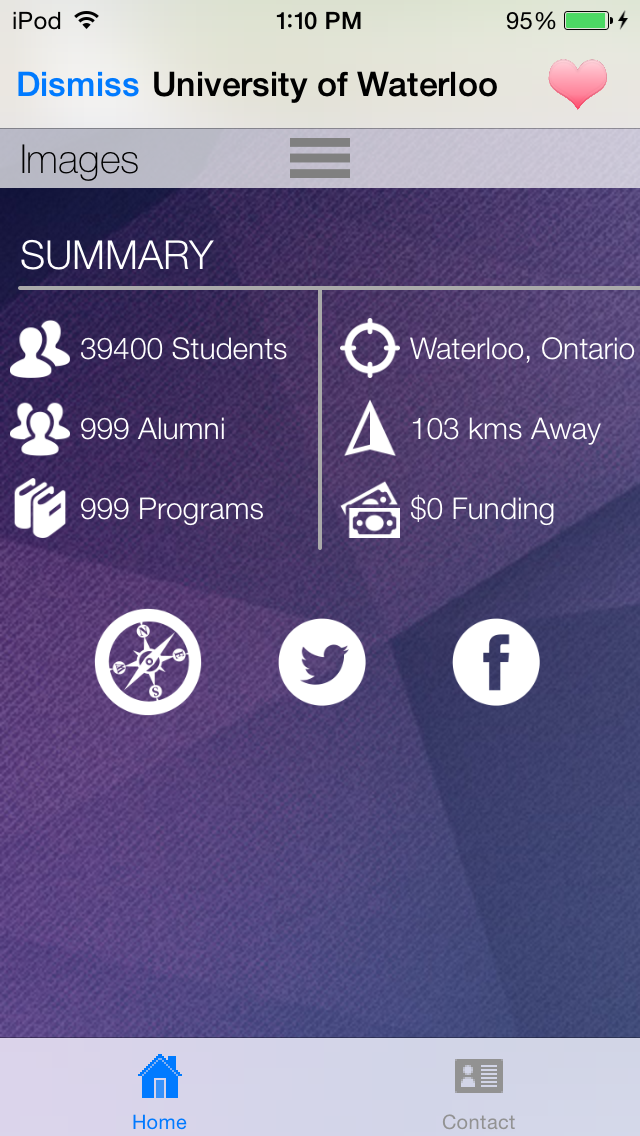 iPod 1:10 PM 95%
Dismiss University of Waterloo
Images
SUMMARY
39400 Students
Waterloo, Ontario
999 Alumni
103 kms Away
999 Programs
$0 Funding
Home
Contact